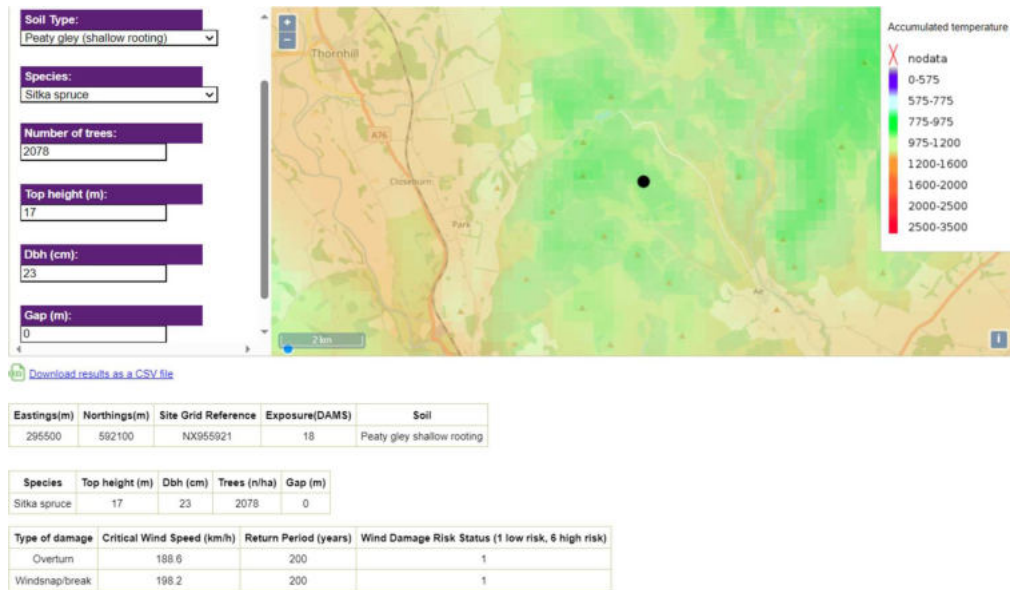 Soil Type:
Peaty gley (shallow rooting)
Species:
Sitka spruce
Number of trees:
2078
Top height (m):
17
Dbh (cm):
23
Gap (m):
0
+
−
Thornhill
A76
Closeburn
Park
Ae
2 km
i
Accumulated temperature
nodata
0-575
575-775
775-975
975-1200
1200-1600
1600-2000
2000-2500
2500-3500
Download results as a CSV file
Eastings(m) Northings(m) Site Grid Reference Exposure(DAMS) Soil
295500 592100 NX955921 18 Peaty gley shallow rooting
Species Top height (m) Dbh (cm) Trees (n/ha) Gap (m)
Sitka spruce 17 23 2078 0
Type of damage Critical Wind Speed (km/h) Return Period (years) Wind Damage Risk Status (1 low risk, 6 high risk)
Overturn 188.6 200 1
Windsnap/break 198.2 200 1